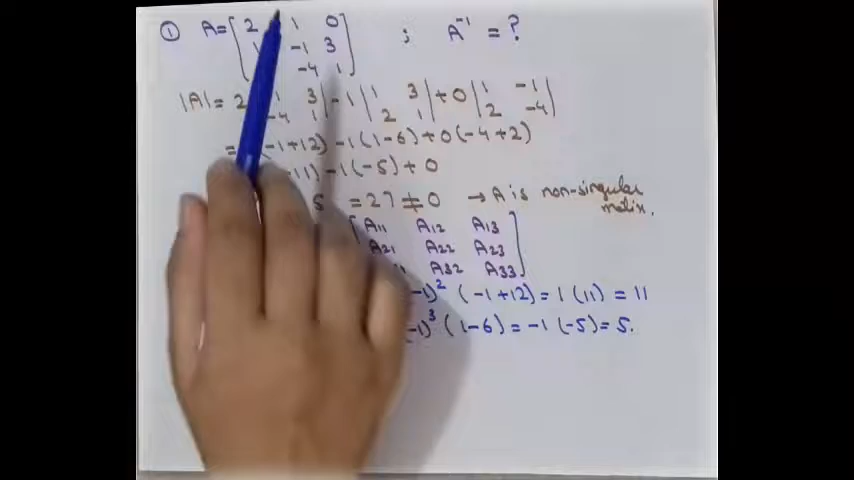 ① A = [ 2 1 0 ; A⁻¹ = ?
1 -1 3
-4 1 ]
|A| = 2 1 3 | -1 | 1 3 | + 0 | 1 -1 |
-4 1 | 2 1 | 2 -4 |
= -1+12) -1(1-6) + 0(-4+2)
11) -1(-5) + 0
5 = 27 ≠ 0 → A is non-singular
matix.
[ A11 A12 A13
A21 A22 A23
A32 A33 ]
-1)² (-1+12) = 1(11) = 11
-1)³ (1-6) = -1(-5) = 5.